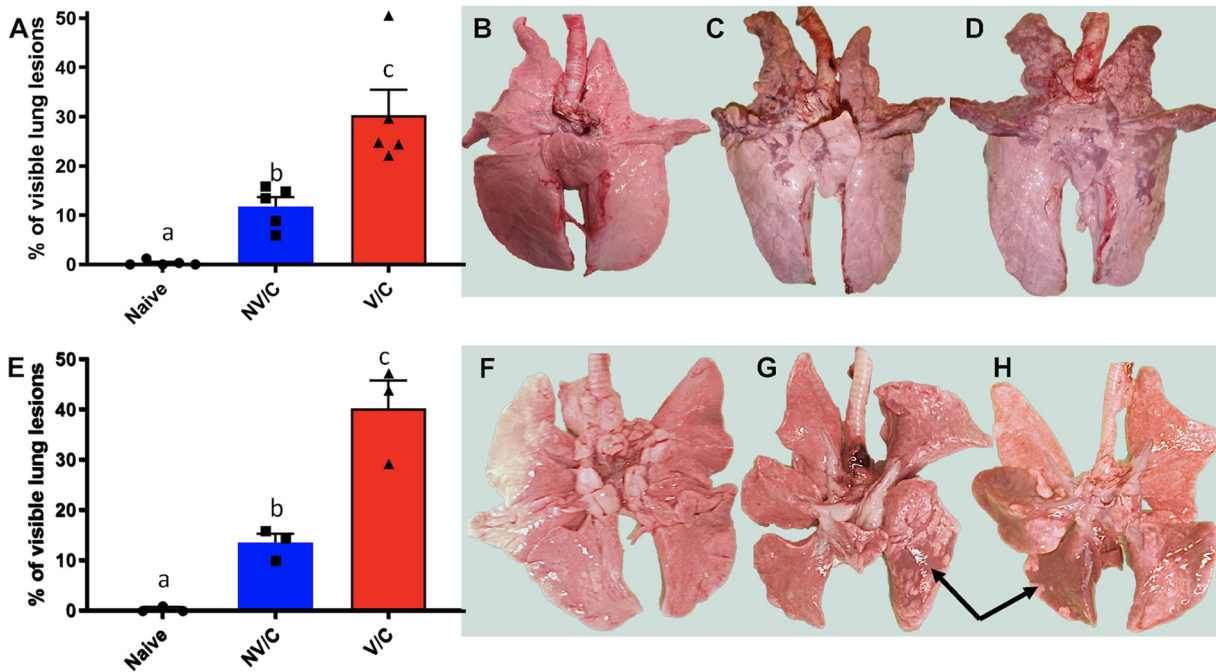 A
% of visible lung lesions
50
40
30
20
10
0
a
b
c
Naive
NV/C
V/C
B
C
D
E
% of visible lung lesions
50
40
30
20
10
0
a
b
c
Naive
NV/C
V/C
F
G
H